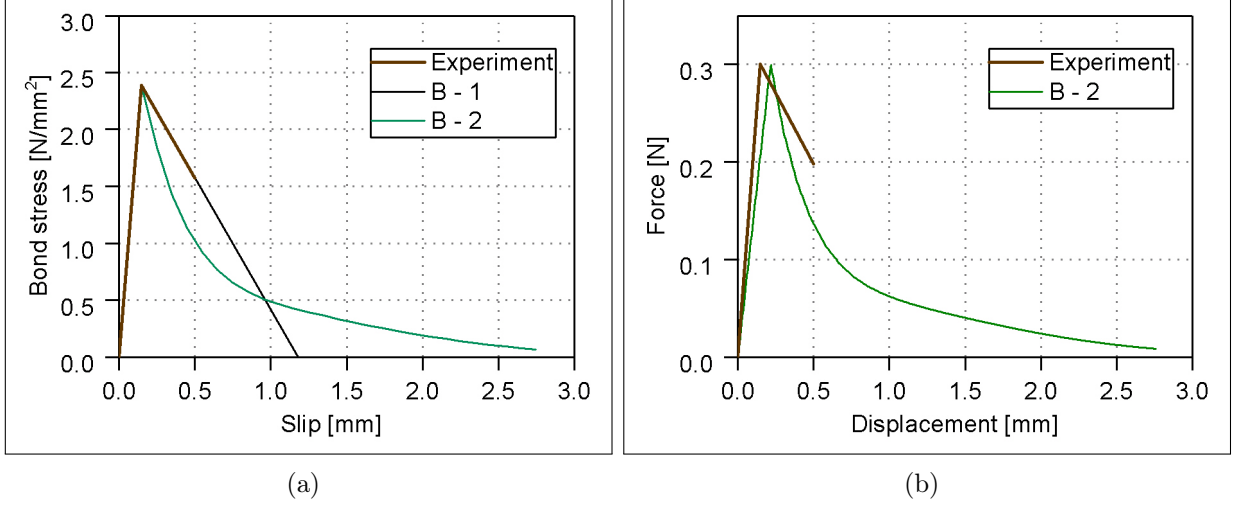 3.0
2.5
2.0
1.5
1.0
0.5
0.0
Bond stress [N/mm²]
Experiment
B - 1
B - 2
0.0 0.5 1.0 1.5 2.0 2.5 3.0
Slip [mm]
(a)
0.3
0.2
0.1
0.0
Force [N]
Experiment
B - 2
0.0 0.5 1.0 1.5 2.0 2.5 3.0
Displacement [mm]
(b)